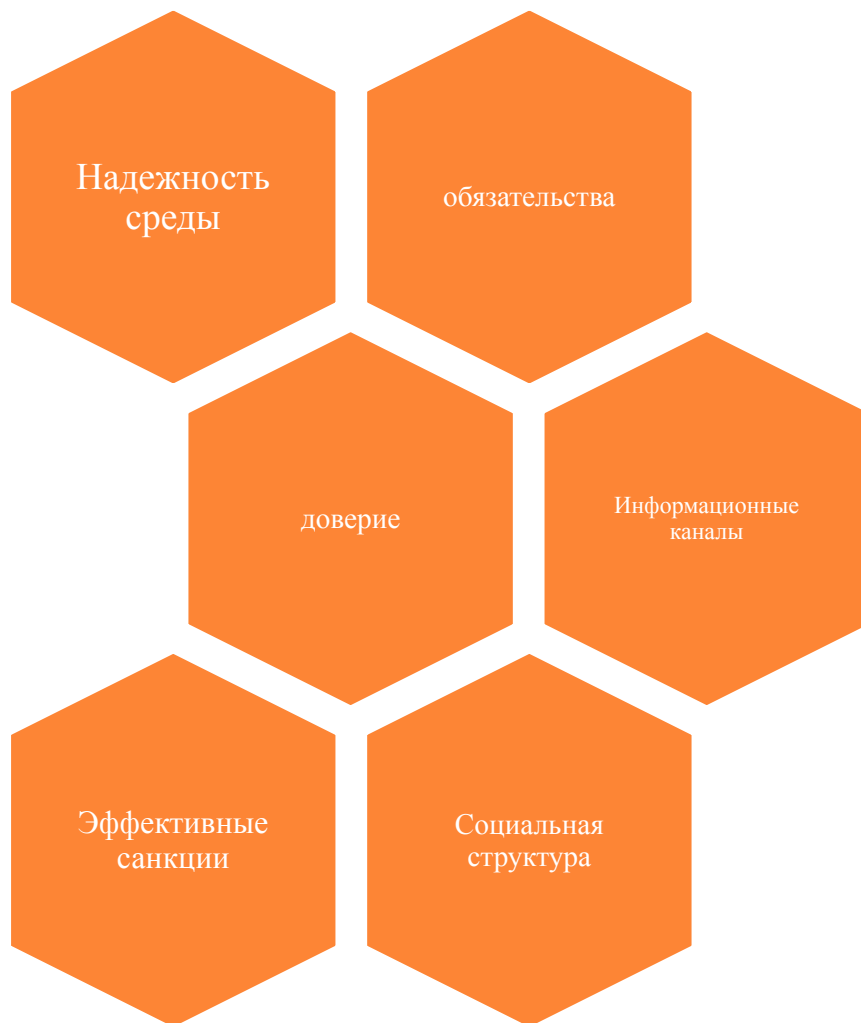 Надежность
среды
обязательства
доверие
Информационные
каналы
Эффективные
санкции
Социальная
структура